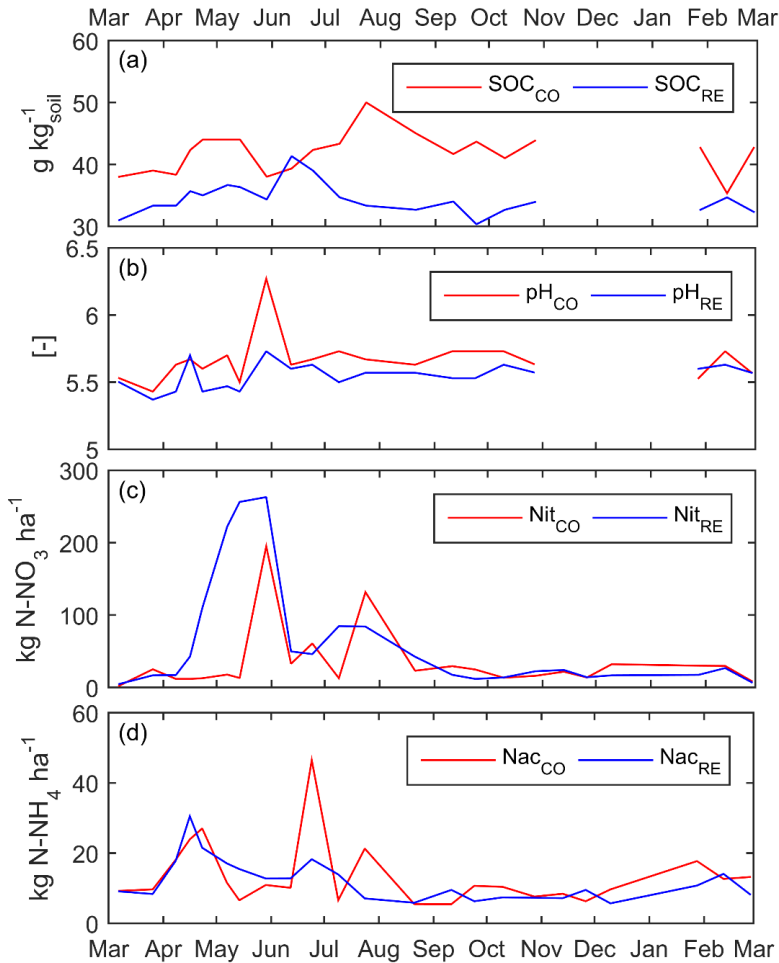 Mar Apr May Jun Jul Aug Sep Oct Nov Dec Jan Feb Mar
60
(a)
SOC_CO SOC_RE
50
40
30
g kg^-1_soil
6.5
(b)
pH_CO pH_RE
6
5.5
5
[-]
300
(c)
Nit_CO Nit_RE
200
100
0
kg N-NO_3 ha^-1
60
(d)
Nac_CO Nac_RE
40
20
0
kg N-NH_4 ha^-1
Mar Apr May Jun Jul Aug Sep Oct Nov Dec Jan Feb Mar